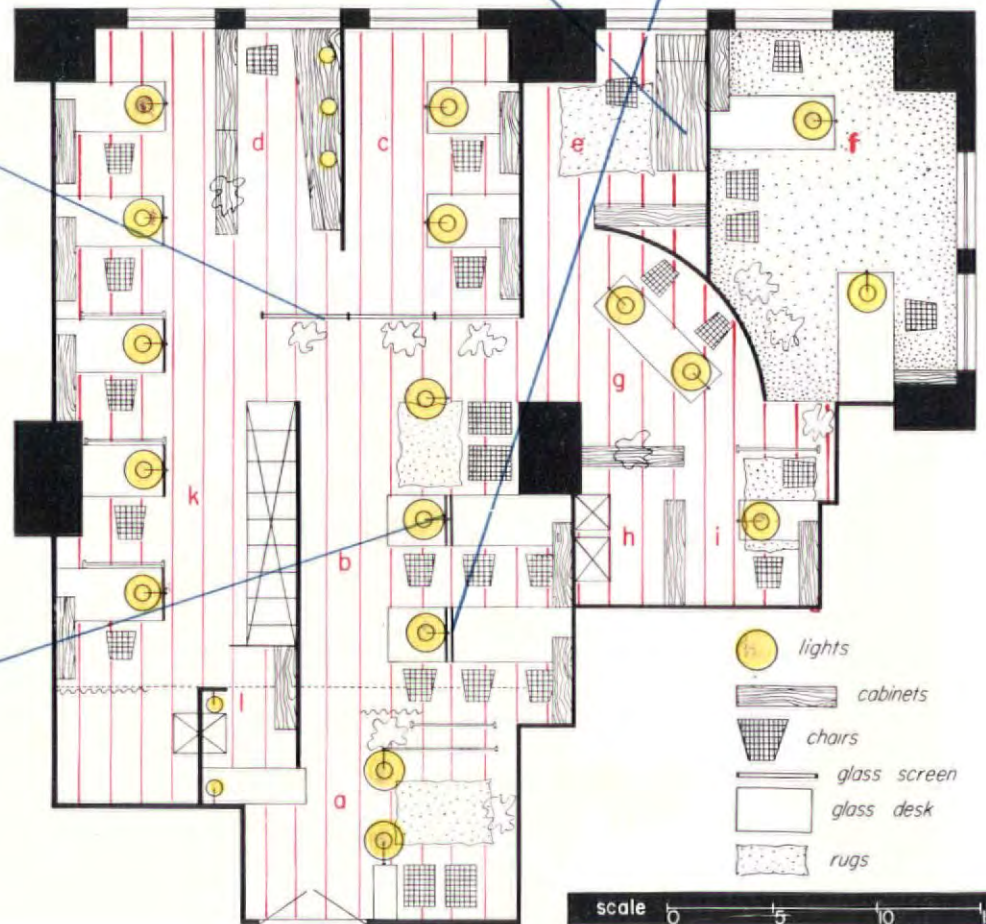 d
c
e
f
g
k
b
h
i
l
a
lights
cabinets
chairs
glass screen
glass desk
rugs
scale 0 5 10